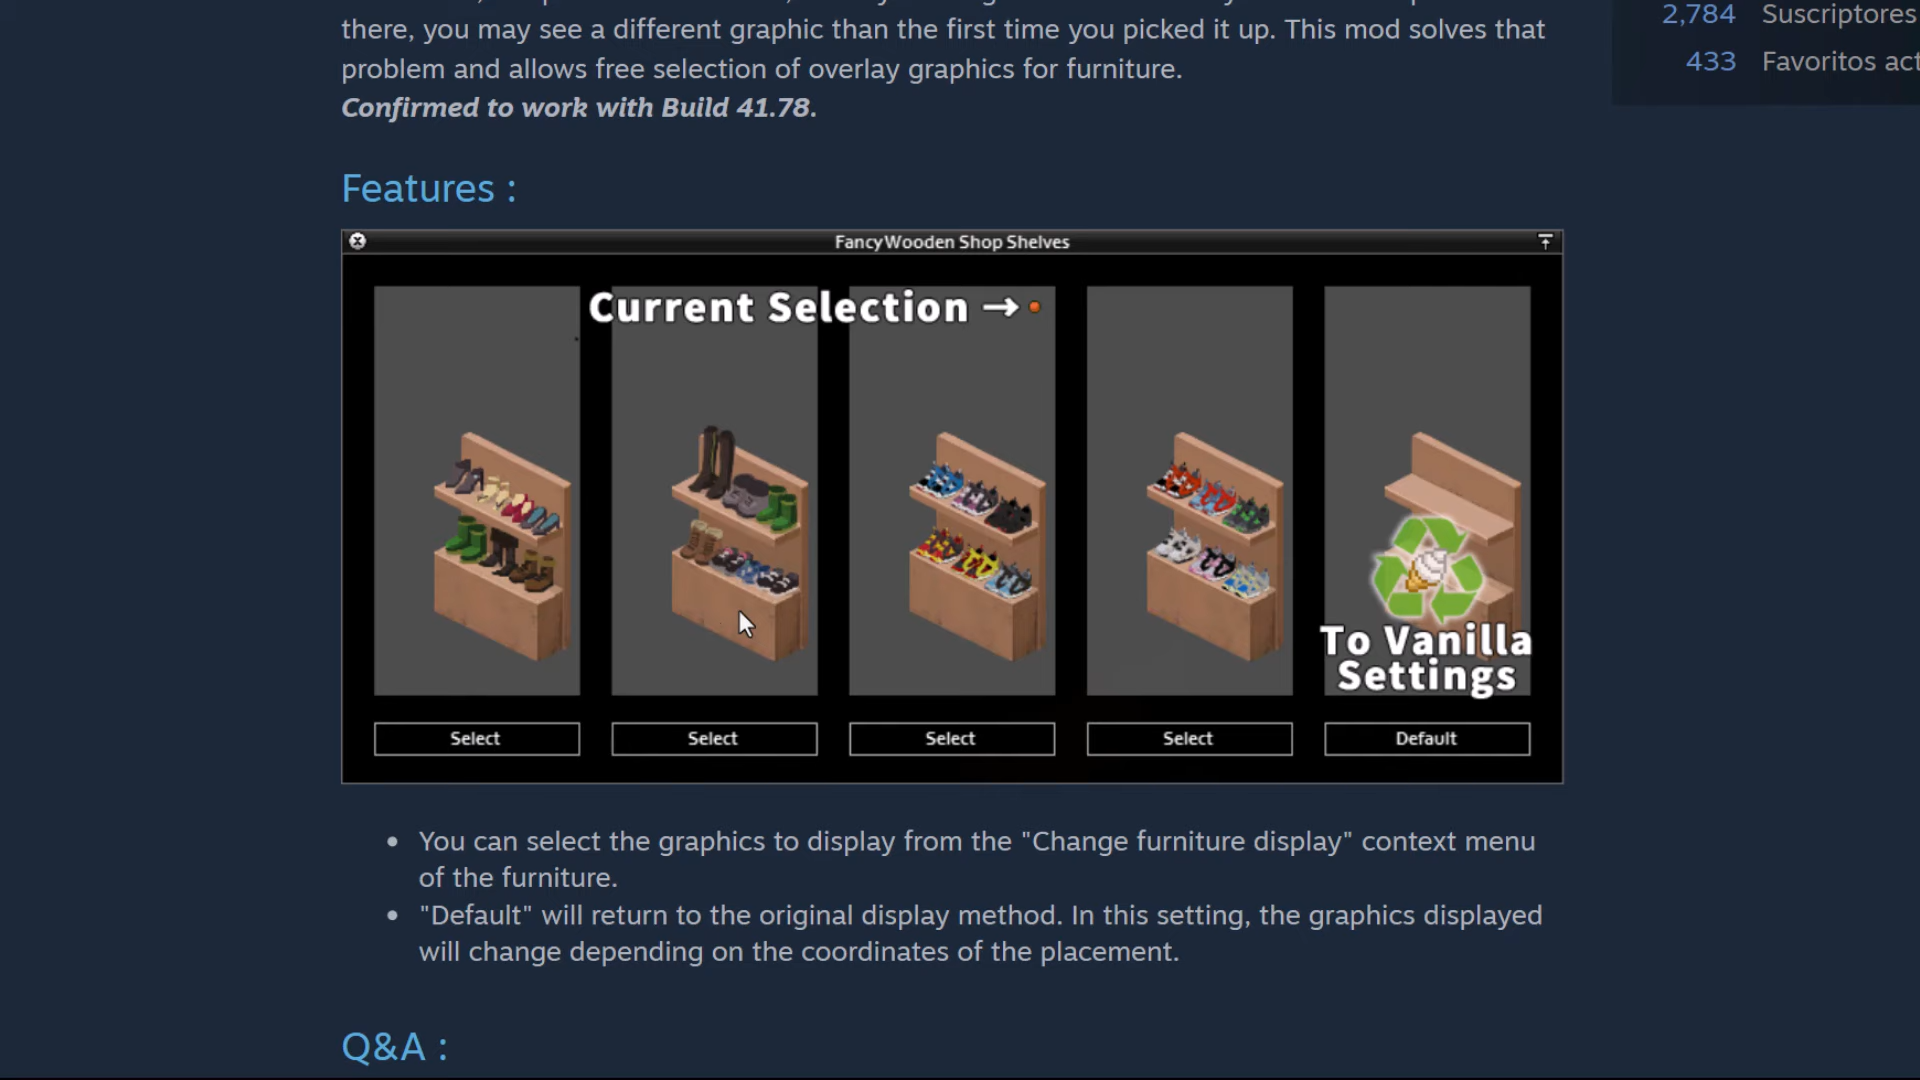 2,784 Suscriptores
there, you may see a different graphic than the first time you picked it up. This mod solves that
433 Favoritos act
problem and allows free selection of overlay graphics for furniture.
Confirmed to work with Build 41.78.
Features :
FancyWooden Shop Shelves
Current Selection →
To Vanilla
Settings
Select Select Select Select Default
• You can select the graphics to display from the "Change furniture display" context menu
of the furniture.
• "Default" will return to the original display method. In this setting, the graphics displayed
will change depending on the coordinates of the placement.
Q&A :